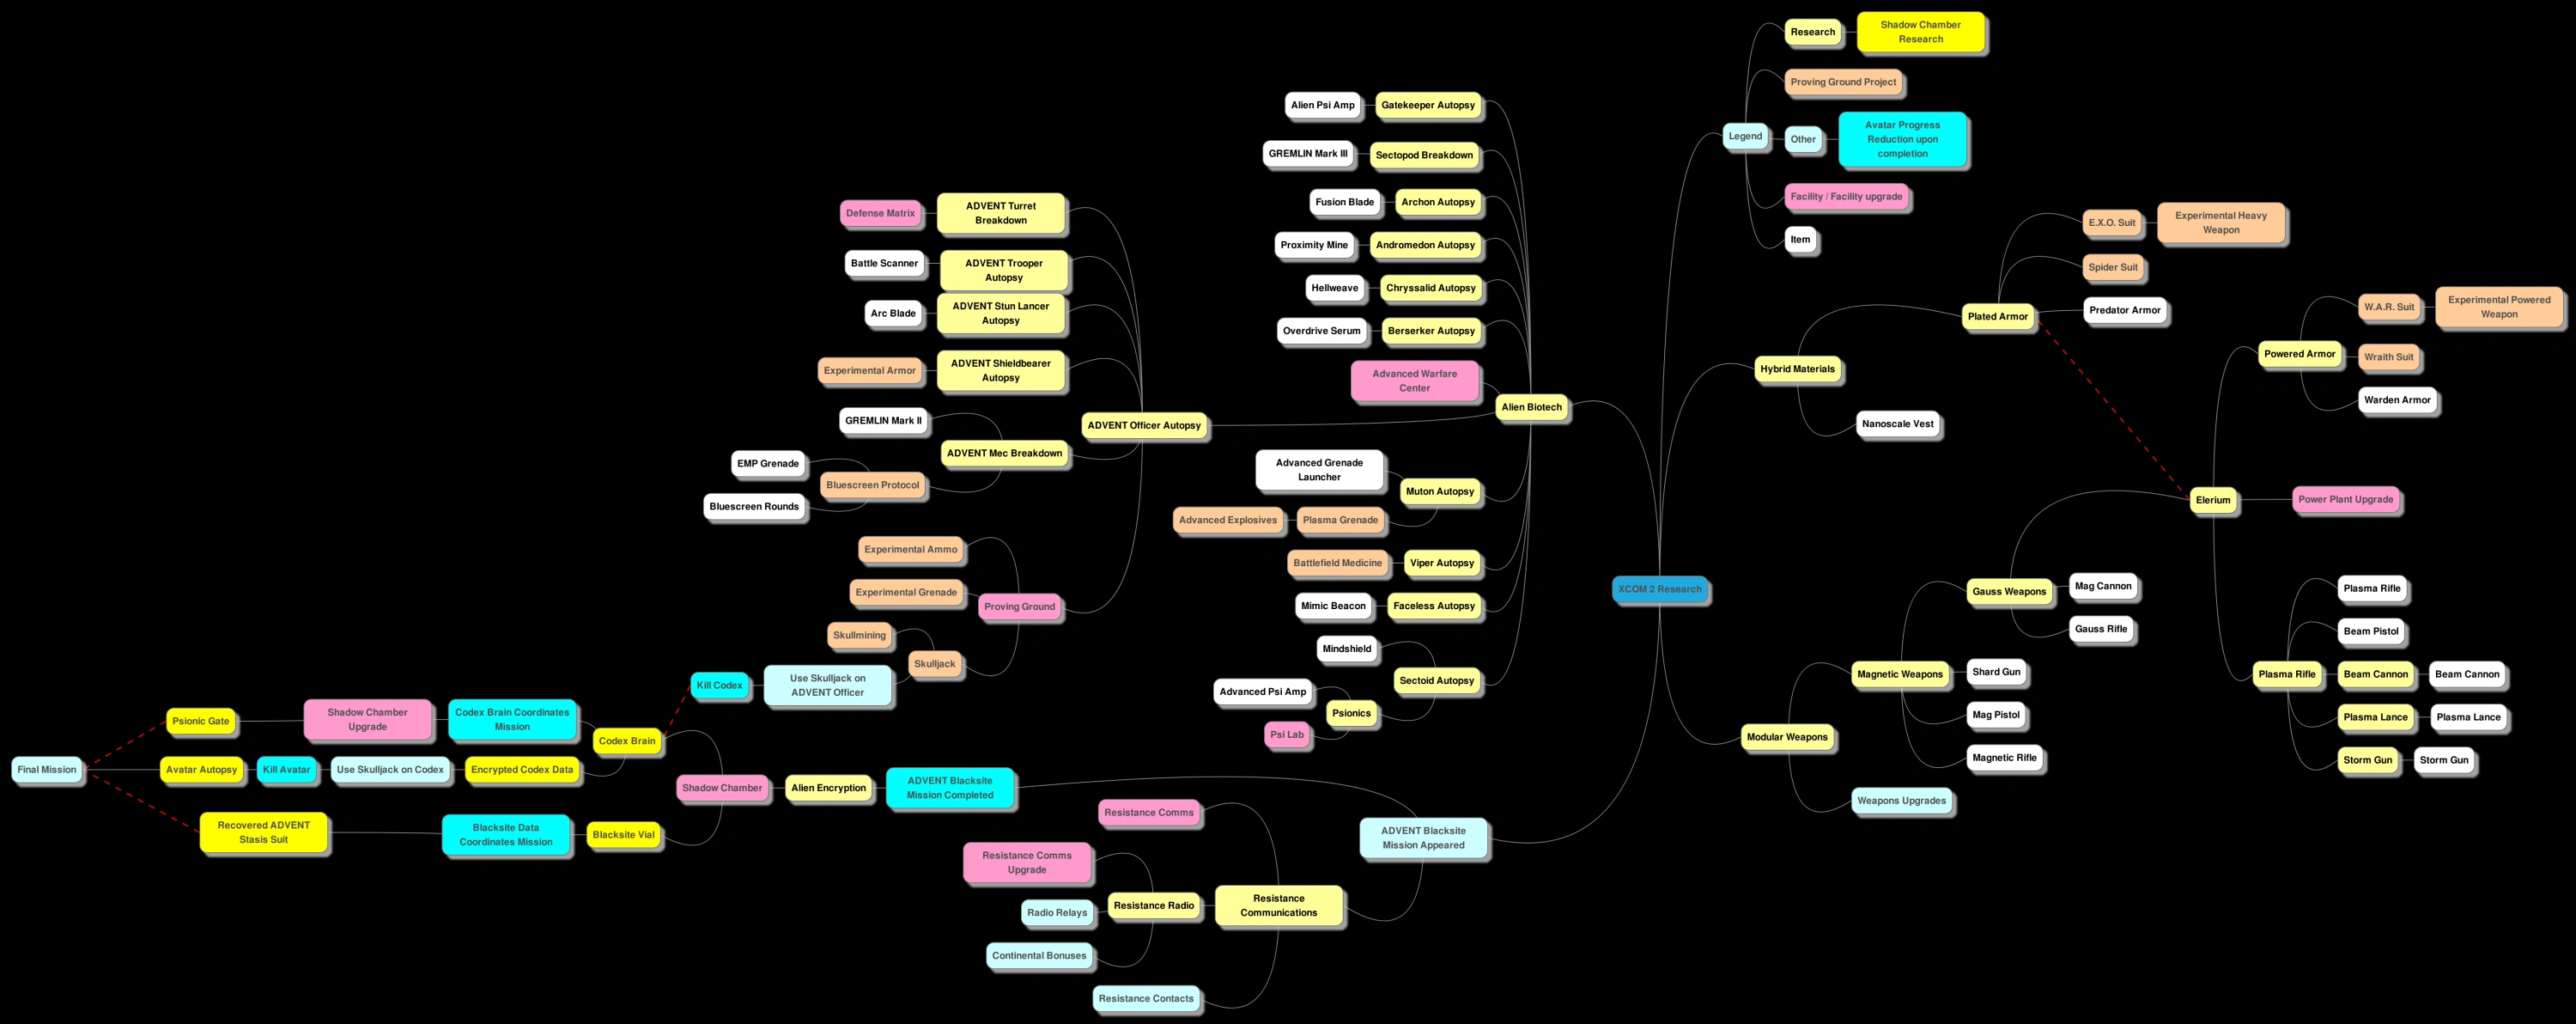 XCOM 2 Research
Legend
Research
Shadow Chamber
Research
Proving Ground Project
Other
Avatar Progress
Reduction upon
completion
Facility / Facility upgrade
Item
Hybrid Materials
Plated Armor
E.X.O. Suit
Experimental Heavy
Weapon
Spider Suit
Predator Armor
Nanoscale Vest
Elerium
Powered Armor
W.A.R. Suit
Experimental Powered
Weapon
Wraith Suit
Warden Armor
Power Plant Upgrade
Plasma Rifle
Plasma Rifle
Beam Pistol
Beam Cannon
Beam Cannon
Plasma Lance
Plasma Lance
Storm Gun
Storm Gun
Modular Weapons
Magnetic Weapons
Gauss Weapons
Mag Cannon
Gauss Rifle
Shard Gun
Mag Pistol
Magnetic Rifle
Weapons Upgrades
Alien Biotech
Gatekeeper Autopsy
Alien Psi Amp
Sectopod Breakdown
GREMLIN Mark III
Archon Autopsy
Fusion Blade
Andromedon Autopsy
Proximity Mine
Chryssalid Autopsy
Hellweave
Berserker Autopsy
Overdrive Serum
Advanced Warfare
Center
ADVENT Officer Autopsy
ADVENT Turret
Breakdown
Defense Matrix
ADVENT Trooper
Autopsy
Battle Scanner
ADVENT Stun Lancer
Autopsy
Arc Blade
ADVENT Shieldbearer
Autopsy
Experimental Armor
ADVENT Mec Breakdown
GREMLIN Mark II
Bluescreen Protocol
EMP Grenade
Bluescreen Rounds
Proving Ground
Experimental Ammo
Experimental Grenade
Skulljack
Skullmining
Use Skulljack on
ADVENT Officer
Kill Codex
Muton Autopsy
Advanced Grenade
Launcher
Plasma Grenade
Advanced Explosives
Viper Autopsy
Battlefield Medicine
Faceless Autopsy
Mimic Beacon
Sectoid Autopsy
Mindshield
Psionics
Advanced Psi Amp
Psi Lab
ADVENT Blacksite
Mission Appeared
ADVENT Blacksite
Mission Completed
Alien Encryption
Shadow Chamber
Codex Brain
Codex Brain Coordinates
Mission
Shadow Chamber
Upgrade
Psionic Gate
Encrypted Codex Data
Use Skulljack on Codex
Kill Avatar
Avatar Autopsy
Final Mission
Blacksite Vial
Blacksite Data
Coordinates Mission
Recovered ADVENT
Stasis Suit
Resistance
Communications
Resistance Comms
Resistance Radio
Resistance Comms
Upgrade
Radio Relays
Continental Bonuses
Resistance Contacts